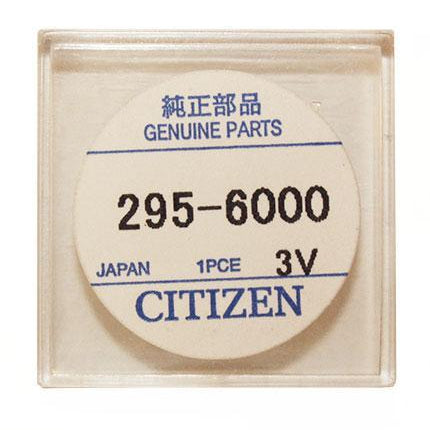 純正部品
GENUINE PARTS
295-6000
JAPAN 1PCE 3V
CITIZEN